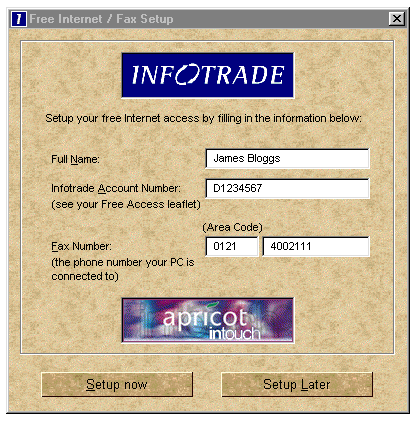 Free Internet / Fax Setup
INFOTRADE
Setup your free Internet access by filling in the information below:
Full Name:
James Bloggs
Infotrade Account Number:
D1234567
(see your Free Access leaflet)
(Area Code)
Fax Number:
0121
4002111
(the phone number your PC is
connected to)
apricot
intouch
Setup now
Setup Later